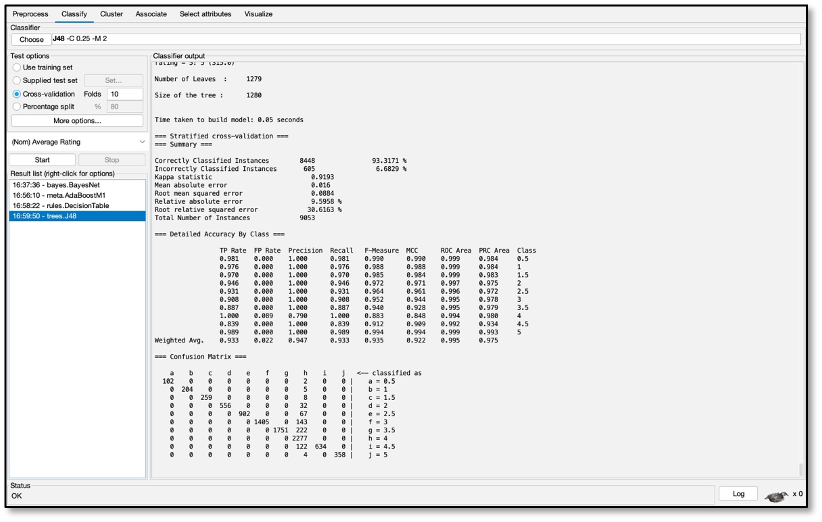 Preprocess Classify Cluster Associate Select attributes Visualize
Classifier
Choose J48 -C 0.25 -M 2
Test options
Use training set
Supplied test set Set...
Cross-validation Folds 10
Percentage split % 80
More options...
(Nom) Average Rating
Start Stop
Result list (right-click for options)
16:37:36 - bayes.BayesNet
16:56:10 - meta.AdaBoostM1
16:58:22 - rules.DecisionTable
16:59:50 - trees.J48
Classifier output
rating = 5: 5 (315.0)
Number of Leaves : 1279
Size of the tree : 1280
Time taken to build model: 0.05 seconds
=== Stratified cross-validation ===
=== Summary ===
Correctly Classified Instances 8448 93.3171 %
Incorrectly Classified Instances 605 6.6829 %
Kappa statistic 0.9193
Mean absolute error 0.016
Root mean squared error 0.0884
Relative absolute error 9.5958 %
Root relative squared error 30.6163 %
Total Number of Instances 9053
=== Detailed Accuracy By Class ===
TP Rate FP Rate Precision Recall F-Measure MCC ROC Area PRC Area Class
0.981 0.000 1.000 0.981 0.990 0.990 0.999 0.984 0.5
0.976 0.000 1.000 0.976 0.988 0.988 0.999 0.984 1
0.970 0.000 1.000 0.970 0.985 0.984 0.999 0.983 1.5
0.946 0.000 1.000 0.946 0.972 0.971 0.997 0.975 2
0.931 0.000 1.000 0.931 0.964 0.961 0.996 0.972 2.5
0.908 0.000 1.000 0.908 0.952 0.944 0.995 0.978 3
0.887 0.000 1.000 0.887 0.940 0.928 0.995 0.979 3.5
1.000 0.089 0.790 1.000 0.883 0.848 0.994 0.980 4
0.839 0.000 1.000 0.839 0.912 0.909 0.992 0.934 4.5
0.989 0.000 1.000 0.989 0.994 0.994 0.999 0.993 5
Weighted Avg. 0.933 0.022 0.947 0.933 0.935 0.922 0.995 0.975
=== Confusion Matrix ===
a b c d e f g h i j <-- classified as
102 0 0 0 0 0 0 2 0 0 | a = 0.5
0 204 0 0 0 0 0 5 0 0 | b = 1
0 0 259 0 0 0 0 8 0 0 | c = 1.5
0 0 0 556 0 0 0 32 0 0 | d = 2
0 0 0 0 902 0 0 67 0 0 | e = 2.5
0 0 0 0 0 1405 0 143 0 0 | f = 3
0 0 0 0 0 0 1751 222 0 0 | g = 3.5
0 0 0 0 0 0 0 2277 0 0 | h = 4
0 0 0 0 0 0 0 122 634 0 | i = 4.5
0 0 0 0 0 0 0 4 0 358 | j = 5
Status
OK
Log x 0